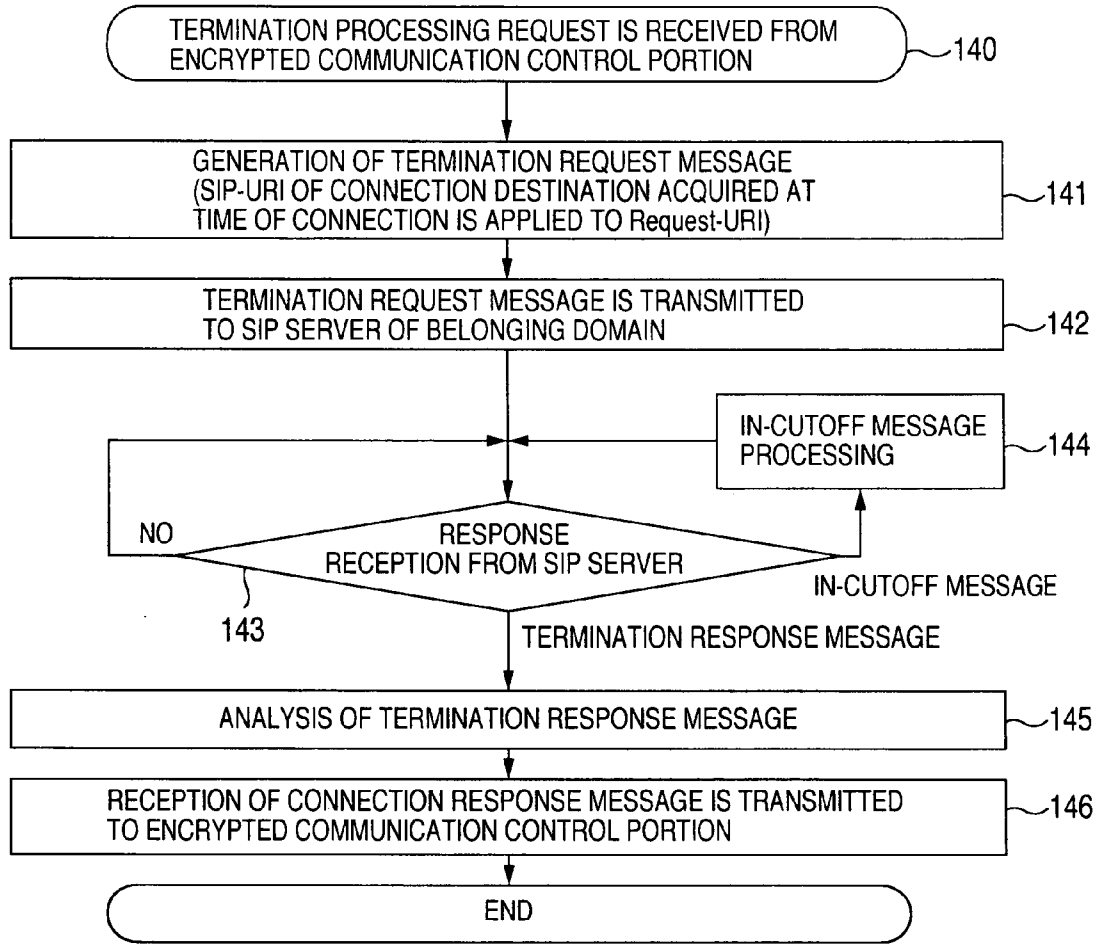 TERMINATION PROCESSING REQUEST IS RECEIVED FROM
ENCRYPTED COMMUNICATION CONTROL PORTION
140
GENERATION OF TERMINATION REQUEST MESSAGE
(SIP-URI OF CONNECTION DESTINATION ACQUIRED AT
TIME OF CONNECTION IS APPLIED TO Request-URI)
141
TERMINATION REQUEST MESSAGE IS TRANSMITTED
TO SIP SERVER OF BELONGING DOMAIN
142
IN-CUTOFF MESSAGE
PROCESSING
144
NO
RESPONSE
RECEPTION FROM SIP SERVER
IN-CUTOFF MESSAGE
143
TERMINATION RESPONSE MESSAGE
ANALYSIS OF TERMINATION RESPONSE MESSAGE
145
RECEPTION OF CONNECTION RESPONSE MESSAGE IS TRANSMITTED
TO ENCRYPTED COMMUNICATION CONTROL PORTION
146
END